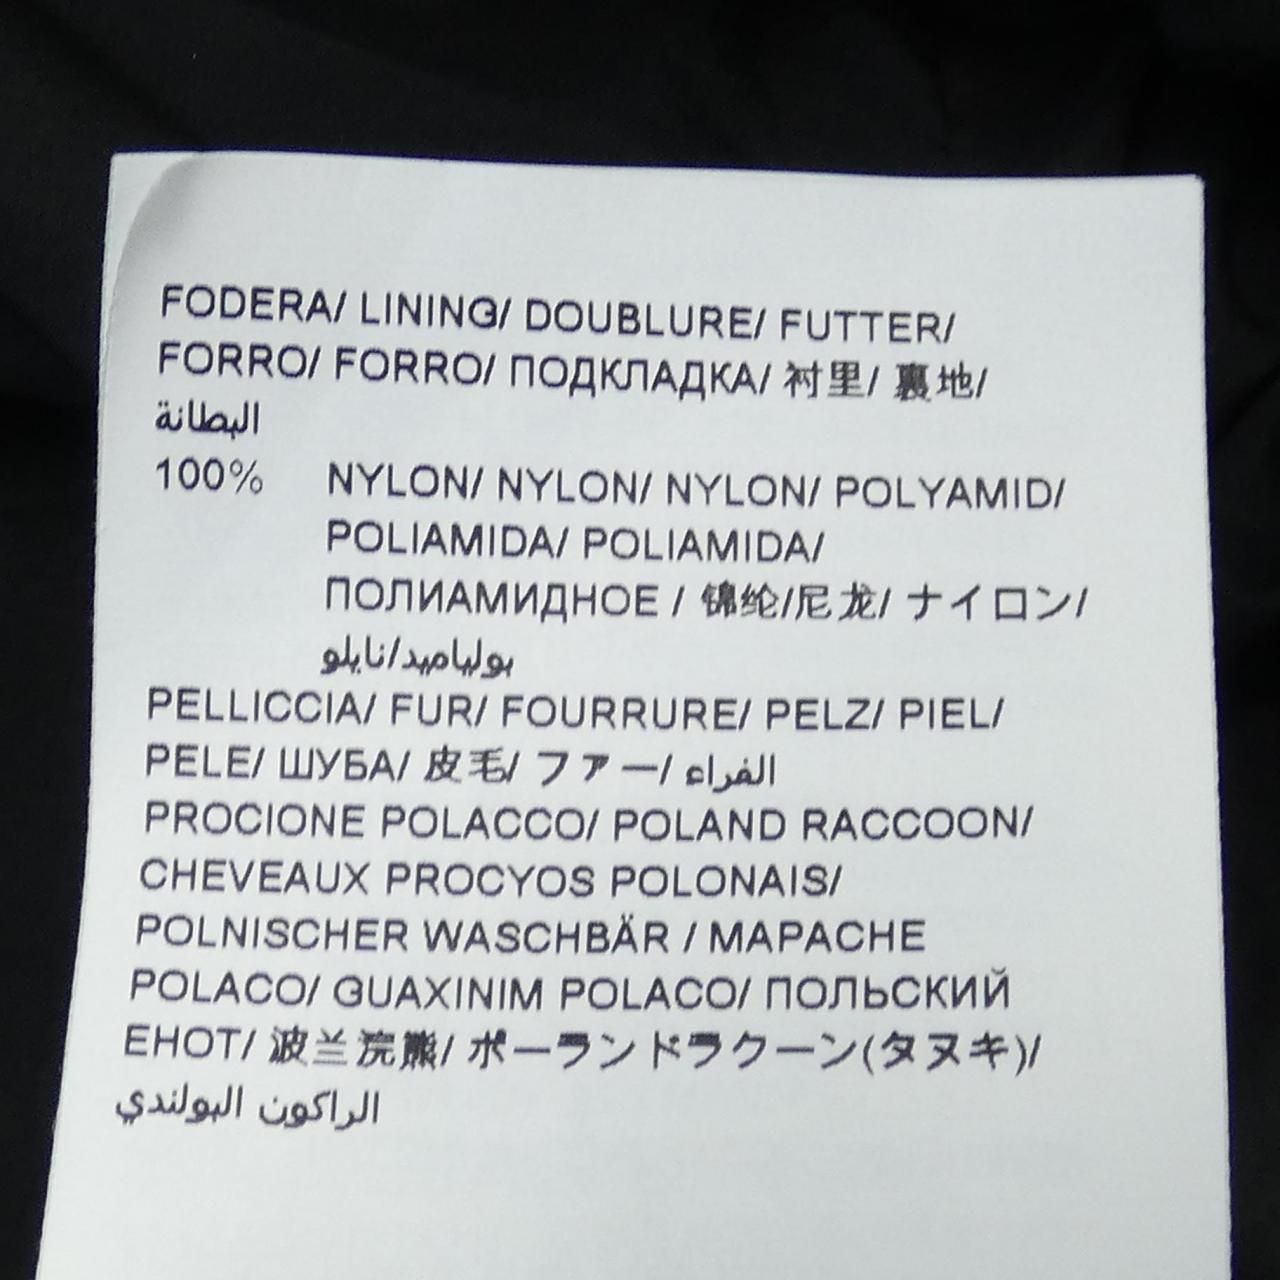 FODERA/ LINING/ DOUBLURE/ FUTTER/
FORRO/ FORRO/ ПОДКЛАДКА/ 衬里/ 裏地/
البطانة
100% NYLON/ NYLON/ NYLON/ POLYAMID/
POLIAMIDA/ POLIAMIDA/
ПОЛИАМИДНОЕ / 锦纶/尼龙/ ナイロン/
بولياميد/نايلو
PELLICCIA/ FUR/ FOURRURE/ PELZ/ PIEL/
PELE/ ШУБА/ 皮毛/ ファー/ الفراء
PROCIONE POLACCO/ POLAND RACCOON/
CHEVEAUX PROCYOS POLONAIS/
POLNISCHER WASCHBÄR / MAPACHE
POLACO/ GUAXINIM POLACO/ ПОЛЬСКИЙ
ЕНОТ/ 波兰浣熊/ ポーランドラクーン(タヌキ)/
الراكون البولندي